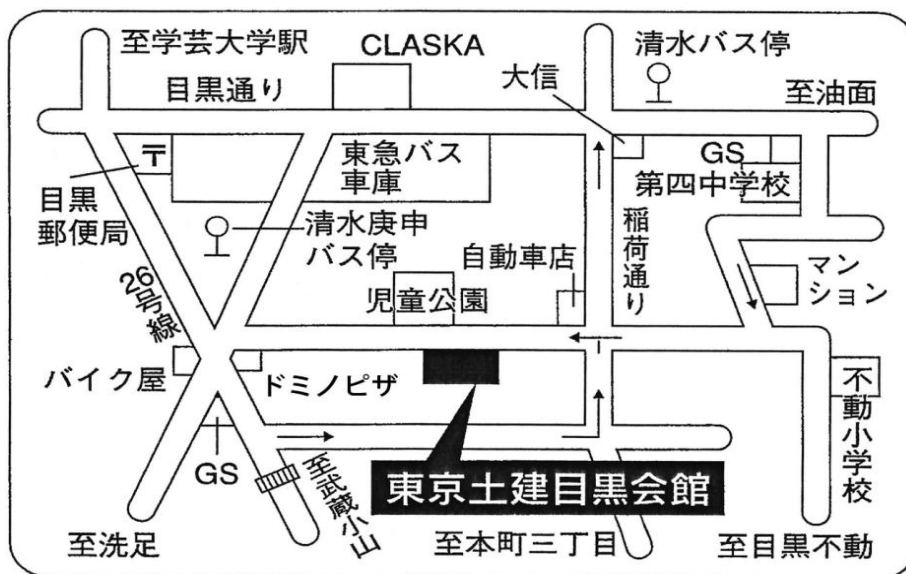 至学芸大学駅
CLASKA
清水バス停
目黒通り
大信
至油面
〒
東急バス
車庫
GS
第四中学校
目黒
郵便局
清水庚申
バス停
自動車店
稲荷通り
マン
ション
26号線
児童公園
バイク屋
ドミノピザ
不動小学校
GS
至武蔵小山
東京土建目黒会館
至洗足
至本町三丁目
至目黒不動